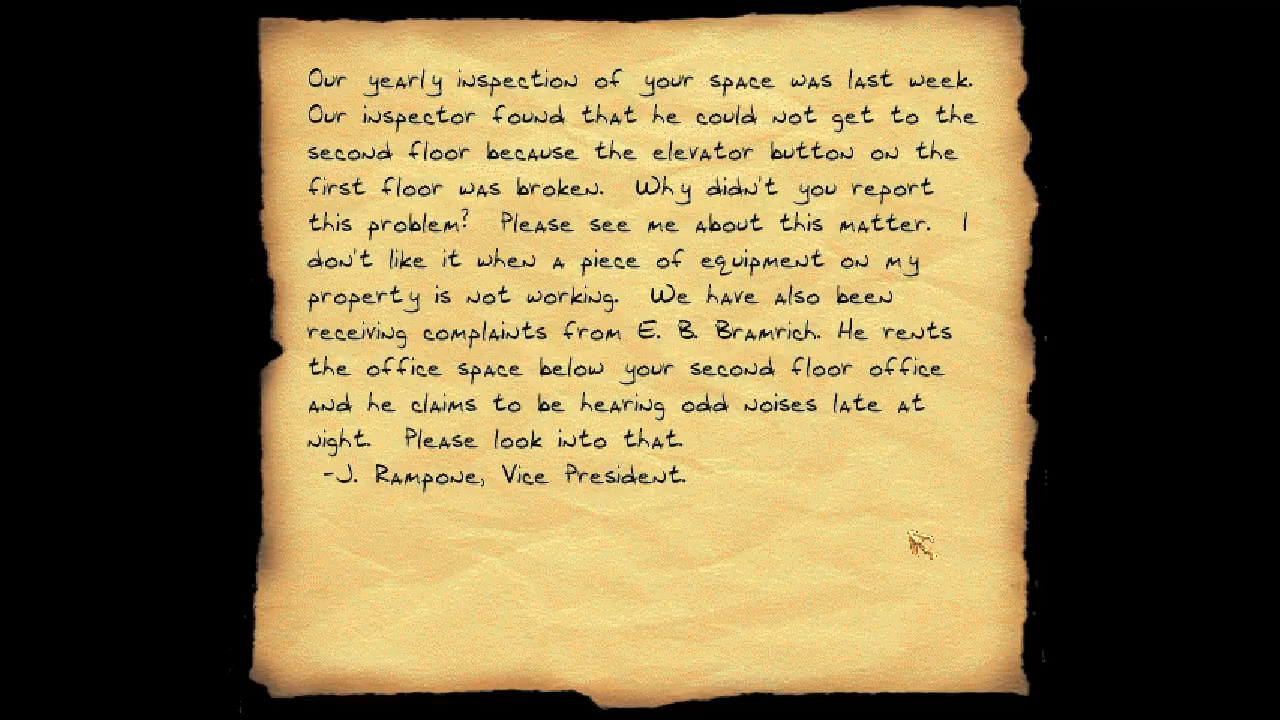 Our yearly inspection of your space was last week.
Our inspector found that he could not get to the
second floor because the elevator button on the
first floor was broken.  Why didn't you report
this problem?  Please see me about this matter.  I
don't like it when a piece of equipment on my
property is not working.  We have also been
receiving complaints from E. B. Bramrich. He rents
the office space below your second floor office
and he claims to be hearing odd noises late at
night.  Please look into that.
-J. Rampone, Vice President.